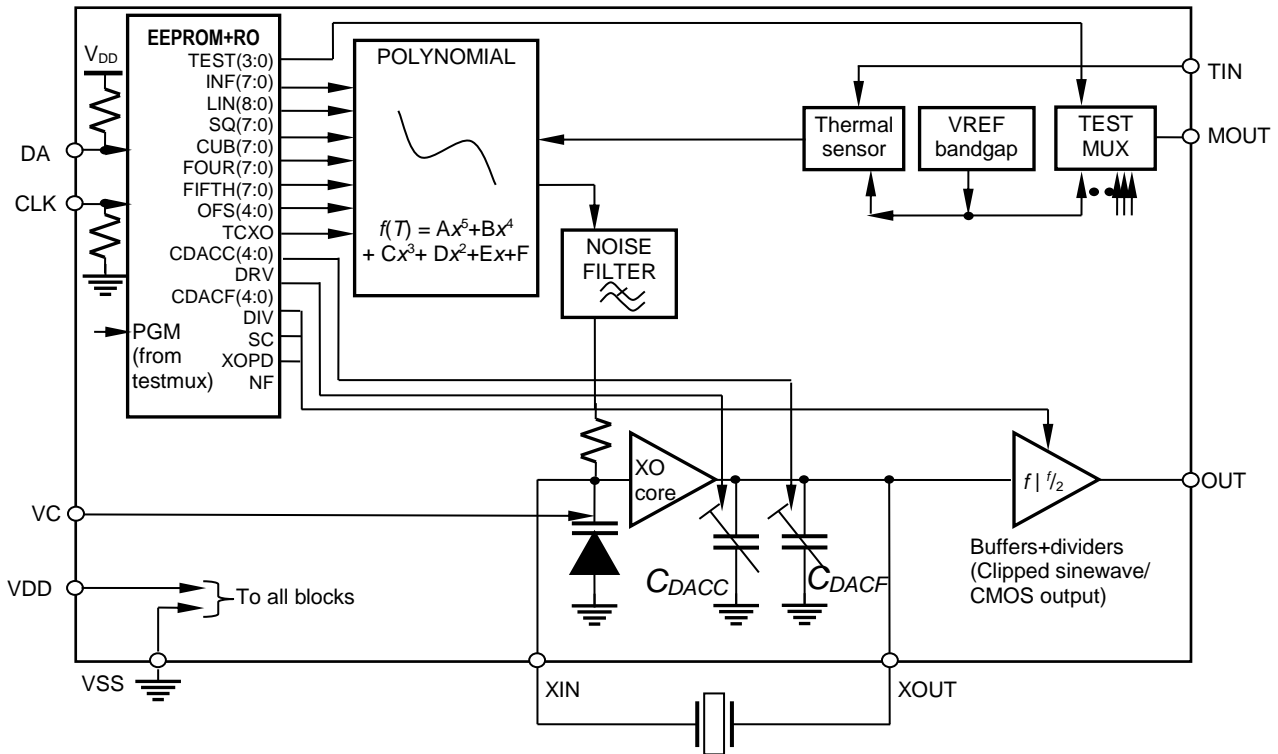 EEPROM+RO
V_DD
TEST(3:0)
INF(7:0)
LIN(8:0)
SQ(7:0)
CUB(7:0)
FOUR(7:0)
FIFTH(7:0)
OFS(4:0)
TCXO
CDACC(4:0)
DRV
CDACF(4:0)
DIV
SC
XOPD
NF
PGM
(from
testmux)
DA
CLK
POLYNOMIAL
f(T) = Ax⁵+Bx⁴
+ Cx³+ Dx²+Ex+F
Thermal
sensor
VREF
bandgap
TEST
MUX
TIN
MOUT
NOISE
FILTER
XO
core
f | f/2
OUT
VC
C_DACC
C_DACF
Buffers+dividers
(Clipped sinewave/
CMOS output)
VDD
To all blocks
VSS
XIN
XOUT